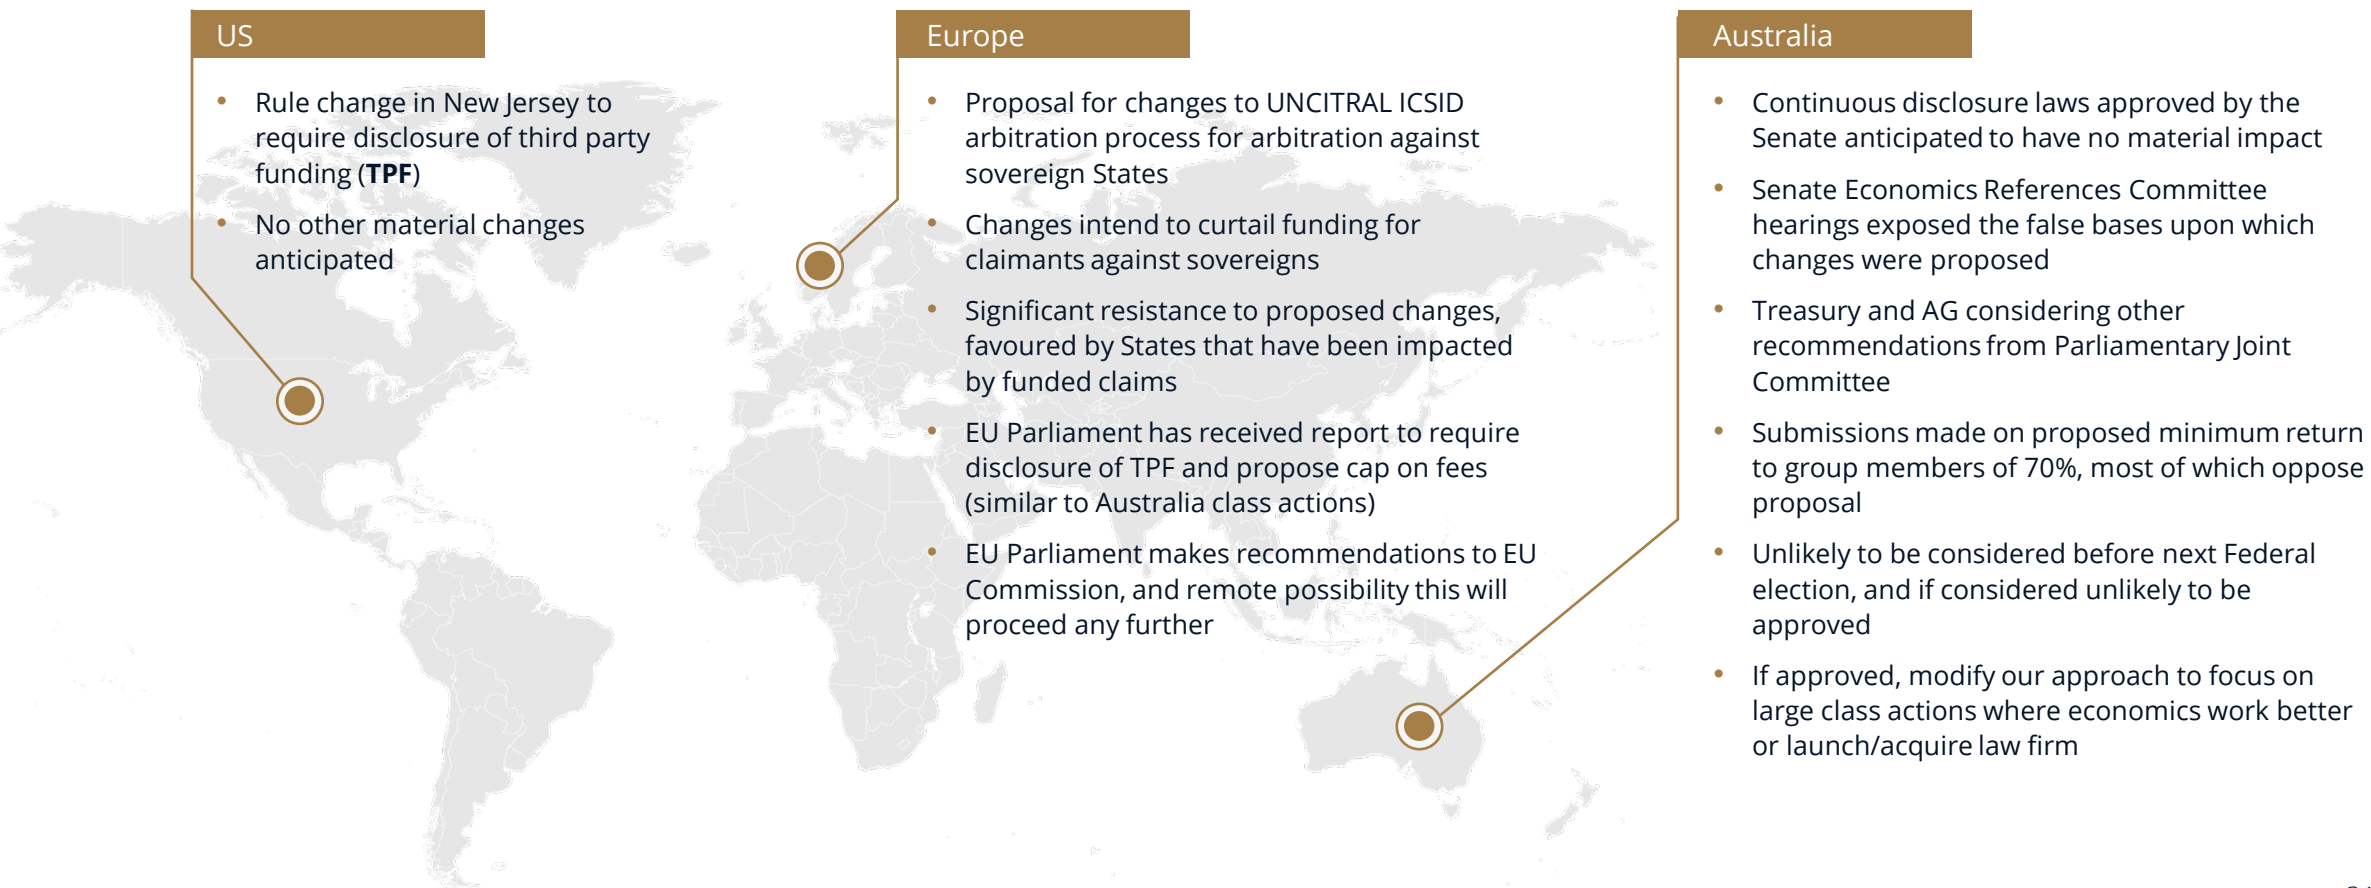 US
• Rule change in New Jersey to
require disclosure of third party
funding (TPF)
• No other material changes
anticipated
Europe
• Proposal for changes to UNCITRAL ICSID
arbitration process for arbitration against
sovereign States
• Changes intend to curtail funding for
claimants against sovereigns
• Significant resistance to proposed changes,
favoured by States that have been impacted
by funded claims
• EU Parliament has received report to require
disclosure of TPF and propose cap on fees
(similar to Australia class actions)
• EU Parliament makes recommendations to EU
Commission, and remote possibility this will
proceed any further
Australia
• Continuous disclosure laws approved by the
Senate anticipated to have no material impact
• Senate Economics References Committee
hearings exposed the false bases upon which
changes were proposed
• Treasury and AG considering other
recommendations from Parliamentary Joint
Committee
• Submissions made on proposed minimum return
to group members of 70%, most of which oppose
proposal
• Unlikely to be considered before next Federal
election, and if considered unlikely to be
approved
• If approved, modify our approach to focus on
large class actions where economics work better
or launch/acquire law firm